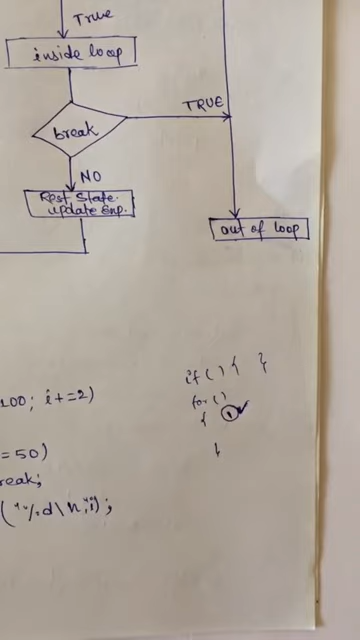 True
inside loop
break
TRUE
NO
Rest State.
update Exp.
out of loop
100; i+=2)
= 50)
reak;
("%d\n", i);
if ( ) { }
for ( )
{ 1
}